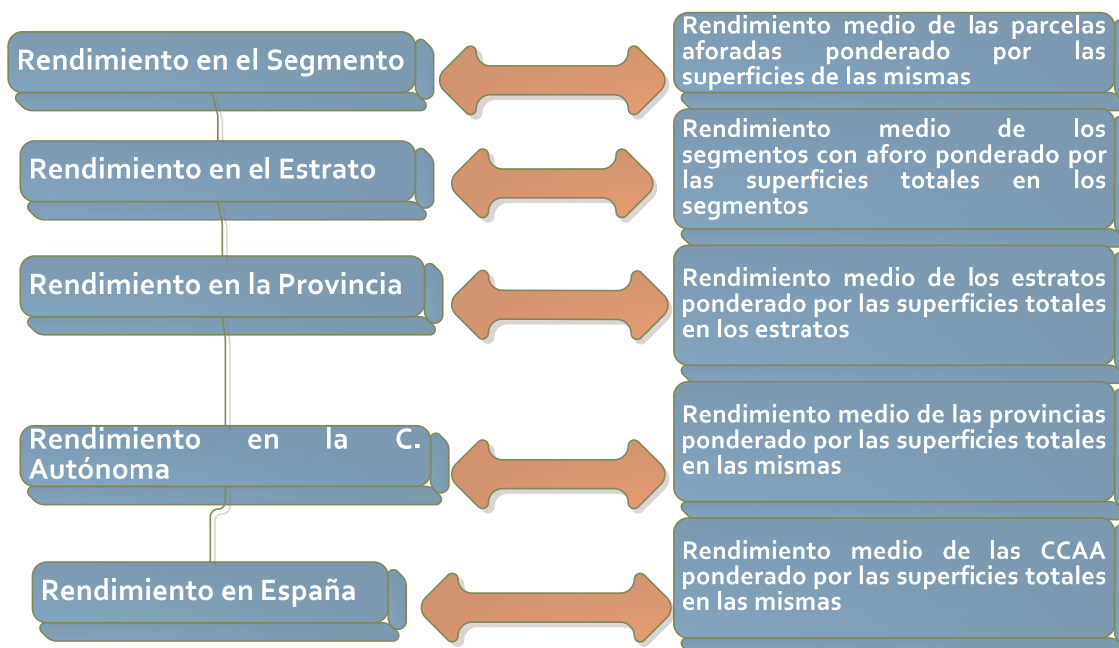 Rendimiento en el Segmento
Rendimiento medio de las parcelas
aforadas ponderado por las
superficies de las mismas
Rendimiento en el Estrato
Rendimiento medio de los
segmentos con aforo ponderado por
las superficies totales en los
segmentos
Rendimiento en la Provincia
Rendimiento medio de los estratos
ponderado por las superficies totales
en los estratos
Rendimiento en la C.
Autónoma
Rendimiento medio de las provincias
ponderado por las superficies totales
en las mismas
Rendimiento en España
Rendimiento medio de las CCAA
ponderado por las superficies totales
en las mismas